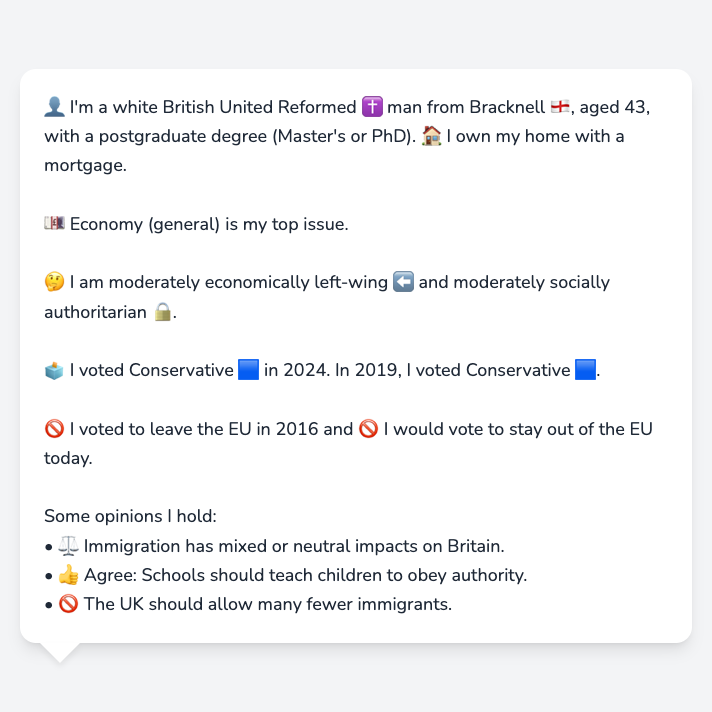 👤 I'm a white British United Reformed ✝️ man from Bracknell 🏴󠁧󠁢󠁥󠁮󠁧󠁿, aged 43,
with a postgraduate degree (Master's or PhD). 🏠 I own my home with a
mortgage.
💷 Economy (general) is my top issue.
🤔 I am moderately economically left-wing ⬅️ and moderately socially
authoritarian 🔒.
🗳️ I voted Conservative 🟦 in 2024. In 2019, I voted Conservative 🟦.
🚫 I voted to leave the EU in 2016 and 🚫 I would vote to stay out of the EU
today.
Some opinions I hold:
• ⚖️ Immigration has mixed or neutral impacts on Britain.
• 👍 Agree: Schools should teach children to obey authority.
• 🚫 The UK should allow many fewer immigrants.